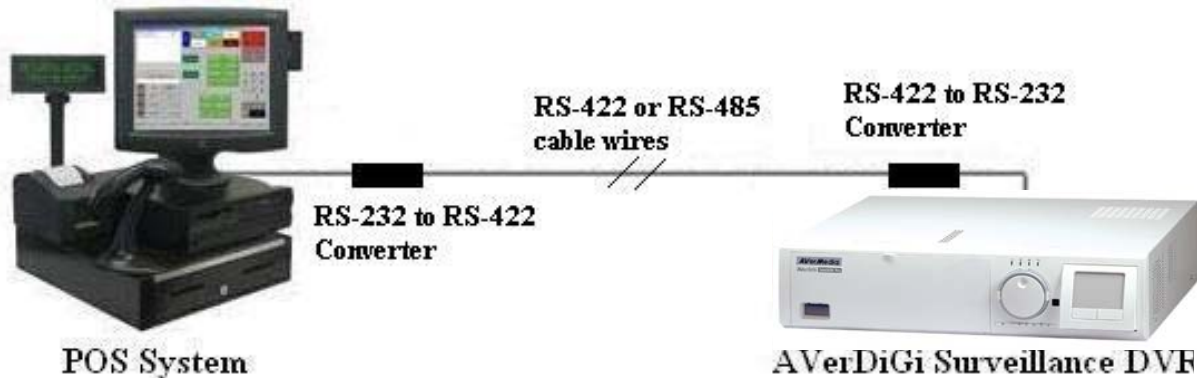 RS-422 or RS-485
cable wires
RS-422 to RS-232
Converter
RS-232 to RS-422
Converter
AVerMedia
POS System
AVerDiGi Surveillance DVR